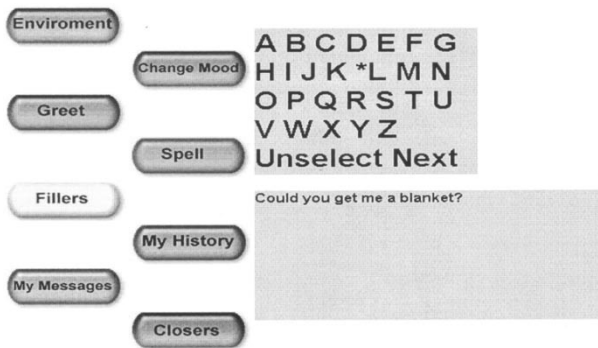 Enviroment
Change Mood
Greet
Spell
Fillers
My History
My Messages
Closers
A B C D E F G
H I J K *L M N
O P Q R S T U
V W X Y Z
Unselect Next
Could you get me a blanket?